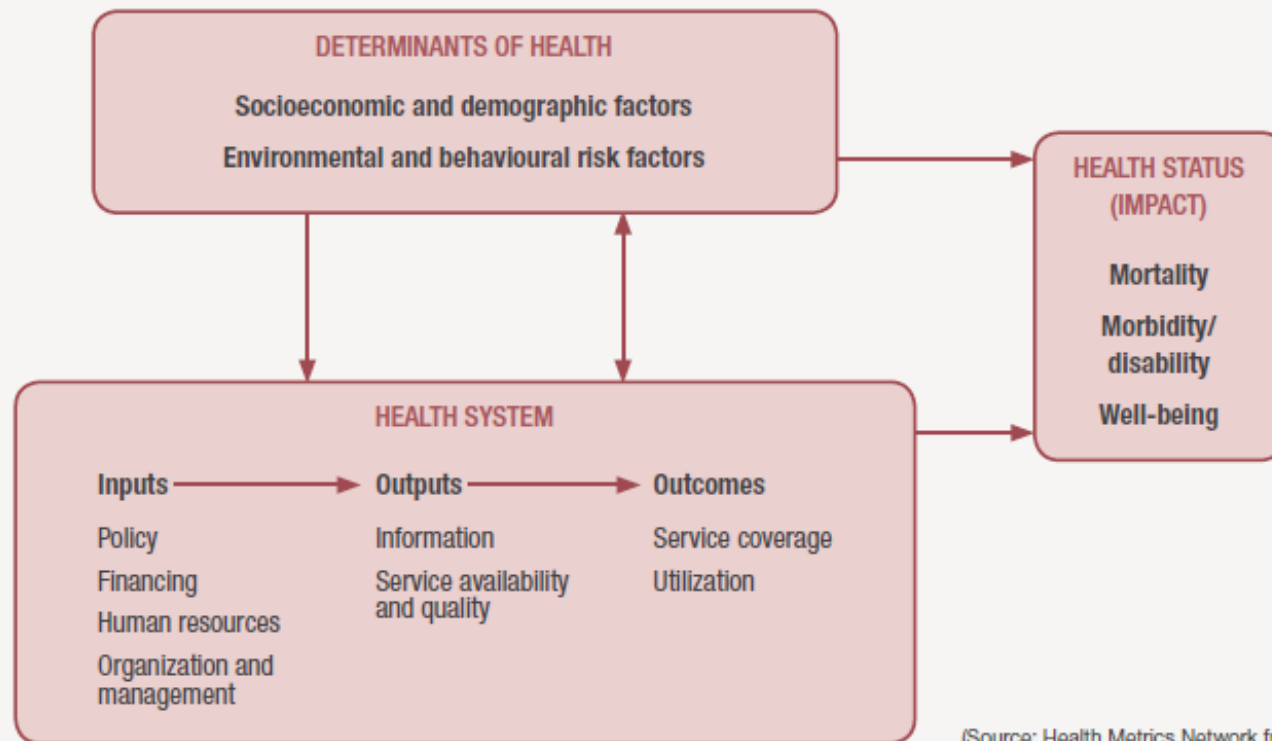 DETERMINANTS OF HEALTH
Socioeconomic and demographic factors
Environmental and behavioural risk factors
HEALTH STATUS
(IMPACT)
Mortality
Morbidity/
disability
Well-being
HEALTH SYSTEM
Inputs
Policy
Financing
Human resources
Organization and
management
Outputs
Information
Service availability
and quality
Outcomes
Service coverage
Utilization
(Source: Health Metrics Network